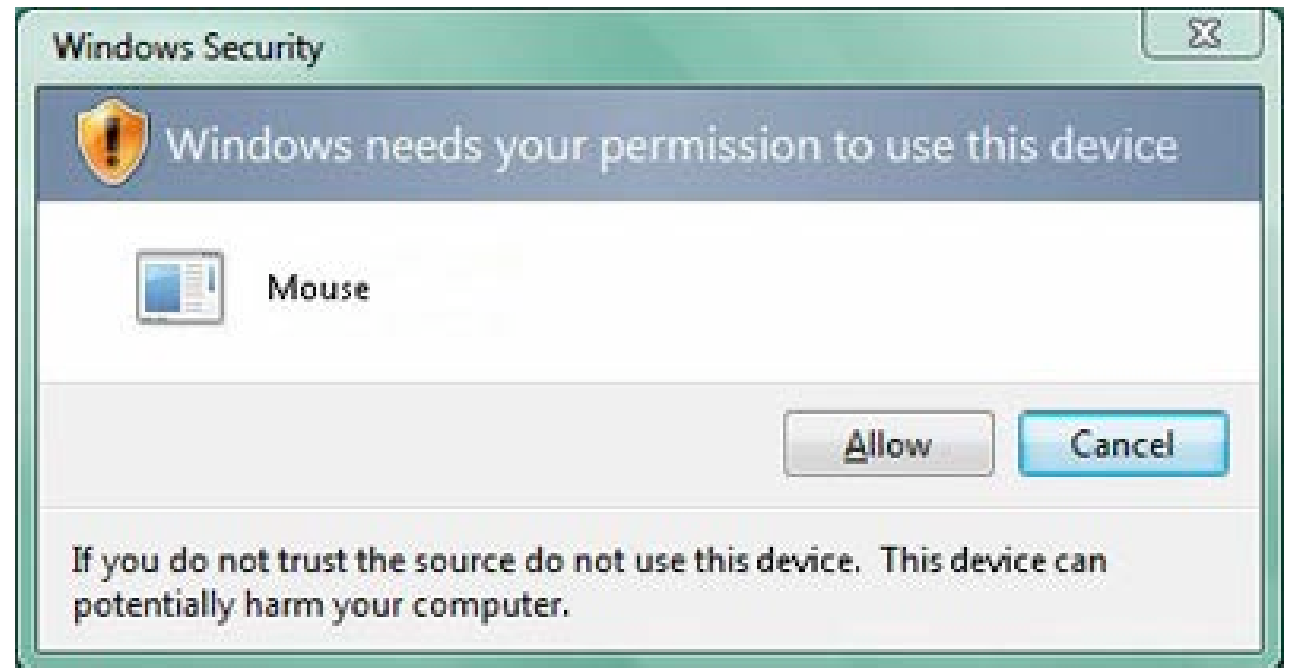 Windows Security
Windows needs your permission to use this device
Mouse
Allow Cancel
If you do not trust the source do not use this device.  This device can
potentially harm your computer.